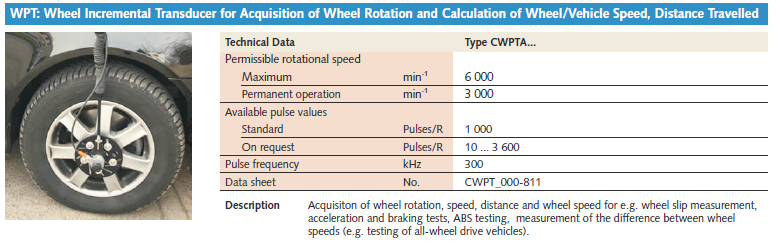 WPT: Wheel Incremental Transducer for Acquisition of Wheel Rotation and Calculation of Wheel/Vehicle Speed, Distance Travelled
Technical Data Type CWPTA...
Permissible rotational speed
Maximum min⁻¹ 6 000
Permanent operation min⁻¹ 3 000
Available pulse values
Standard Pulses/R 1 000
On request Pulses/R 10 ... 3 600
Pulse frequency kHz 300
Data sheet No. CWPT_000-811
Description Acquisiton of wheel rotation, speed, distance and wheel speed for e.g. wheel slip measurement,
acceleration and braking tests, ABS testing, measurement of the difference between wheel
speeds (e.g. testing of all-wheel drive vehicles).